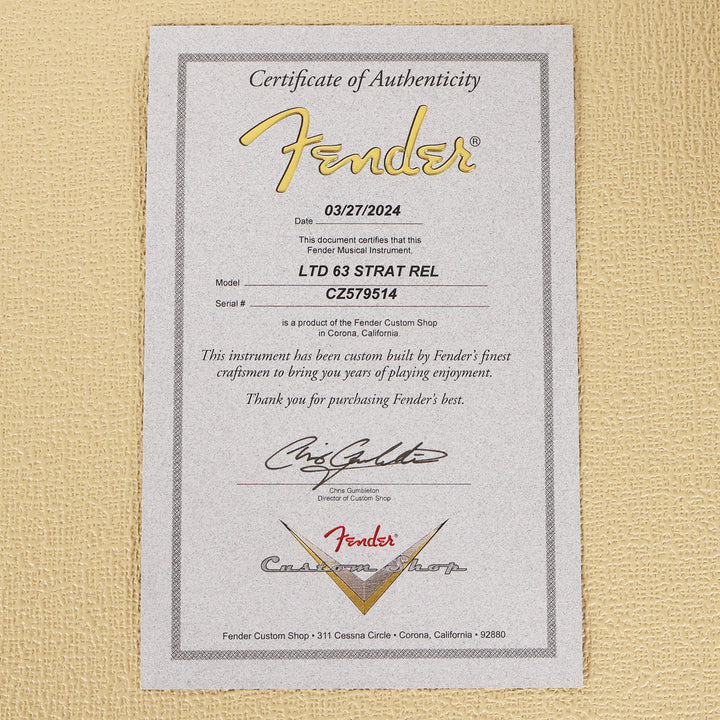 Certificate of Authenticity
Fender®
Date 03/27/2024
This document certifies that this
Fender Musical Instrument,
Model LTD 63 STRAT REL
Serial # CZ579514
is a product of the Fender Custom Shop
in Corona, California.
This instrument has been custom built by Fender's finest
craftsmen to bring you years of playing enjoyment.
Thank you for purchasing Fender's best.
Chris Gumbleton
Chris Gumbleton
Director of Custom Shop
Fender®
Custom Shop
Fender Custom Shop • 311 Cessna Circle • Corona, California • 92880